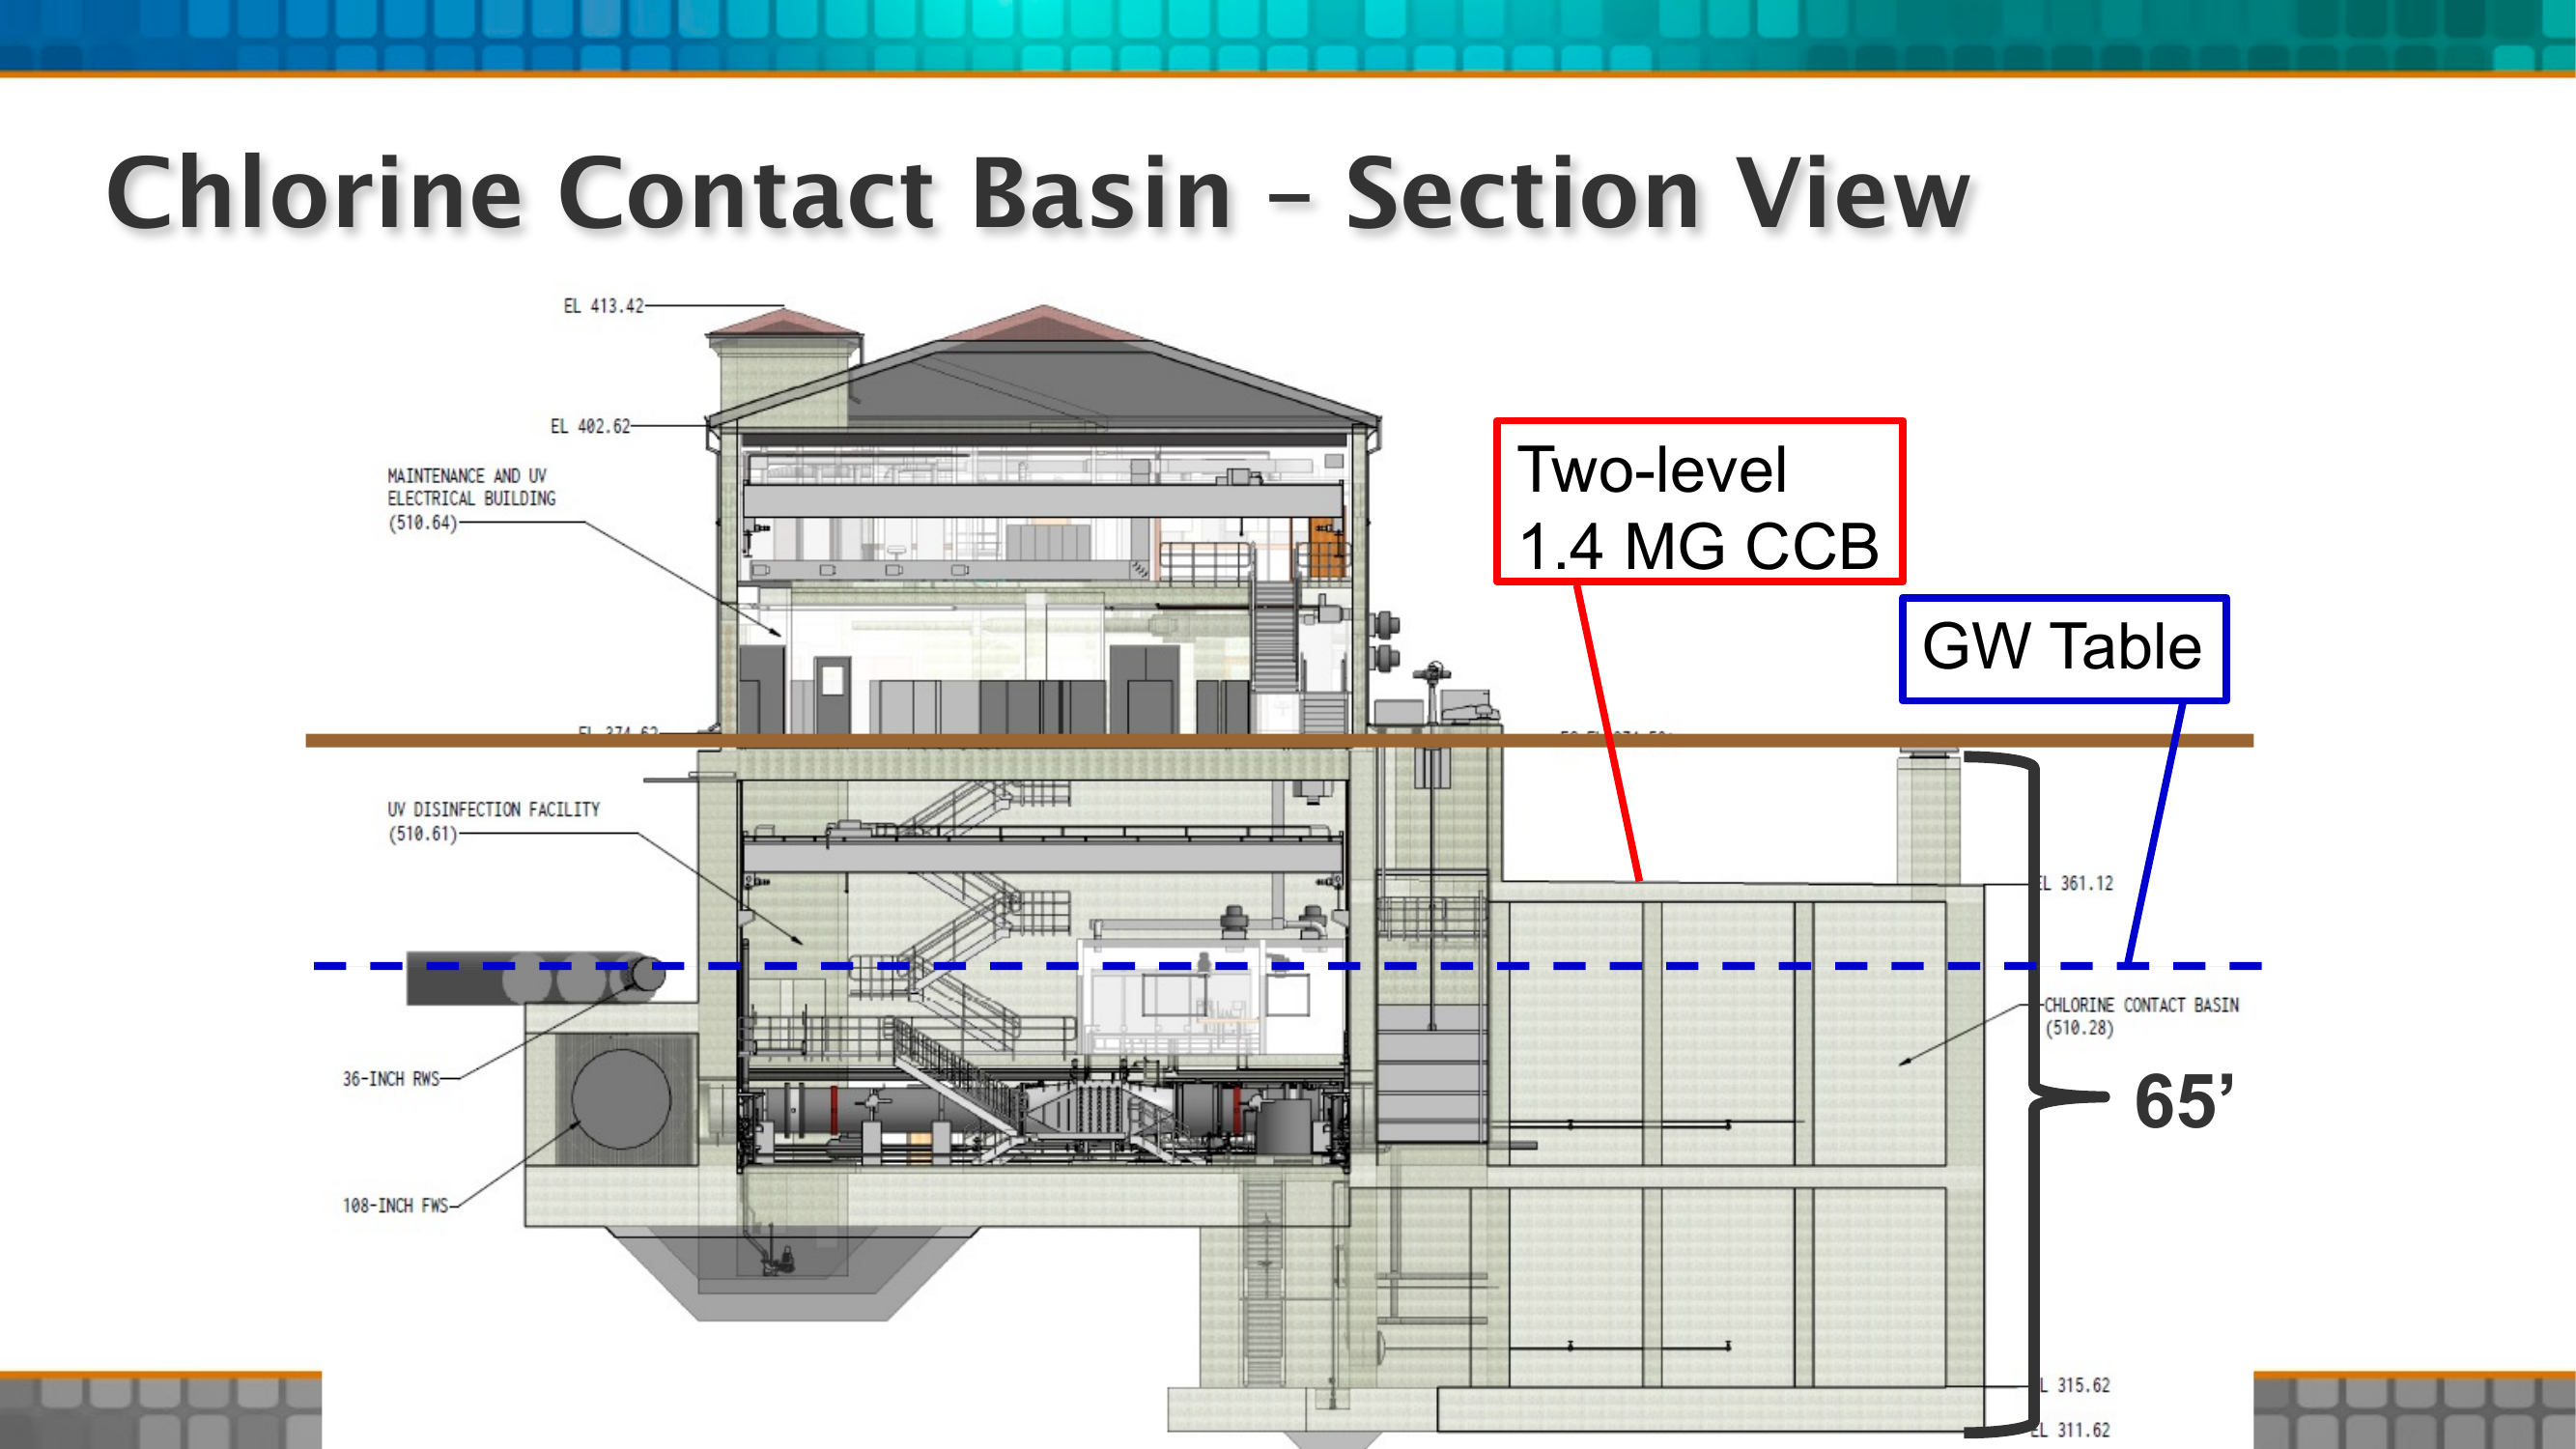 Chlorine Contact Basin – Section View
EL 413.42
EL 402.62
MAINTENANCE AND UV
ELECTRICAL BUILDING
(510.64)
Two-level
1.4 MG CCB
GW Table
EL 374.62
UV DISINFECTION FACILITY
(510.61)
EL 361.12
CHLORINE CONTACT BASIN
(510.28)
36-INCH RWS
65’
108-INCH FWS
EL 315.62
EL 311.62